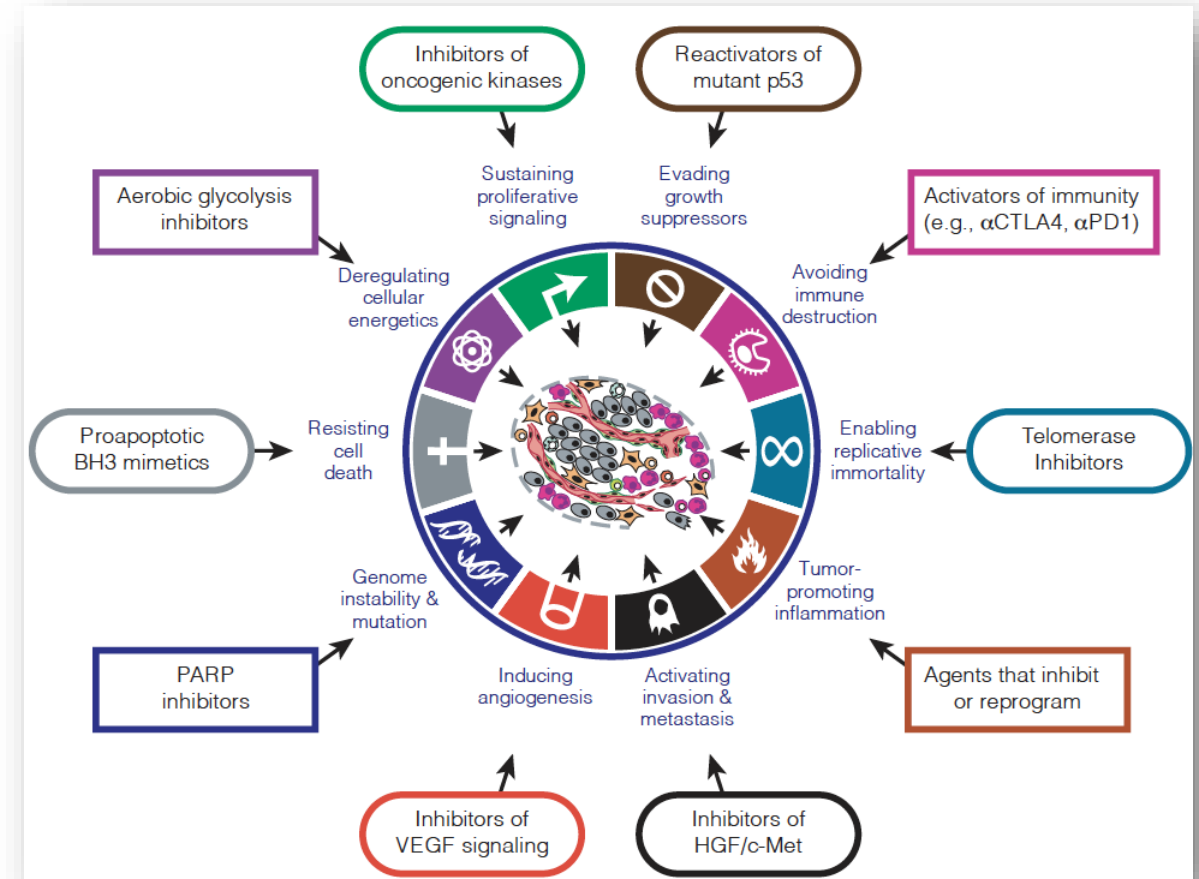 Inhibitors of
oncogenic kinases
Reactivators of
mutant p53
Sustaining
proliferative
signaling
Evading
growth
suppressors
Aerobic glycolysis
inhibitors
Activators of immunity
(e.g., αCTLA4, αPD1)
Deregulating
cellular
energetics
Avoiding
immune
destruction
Proapoptotic
BH3 mimetics
Resisting
cell
death
Enabling
replicative
immortality
Telomerase
Inhibitors
Genome
instability &
mutation
Tumor-
promoting
inflammation
PARP
inhibitors
Inducing
angiogenesis
Activating
invasion &
metastasis
Agents that inhibit
or reprogram
Inhibitors of
VEGF signaling
Inhibitors of
HGF/c-Met